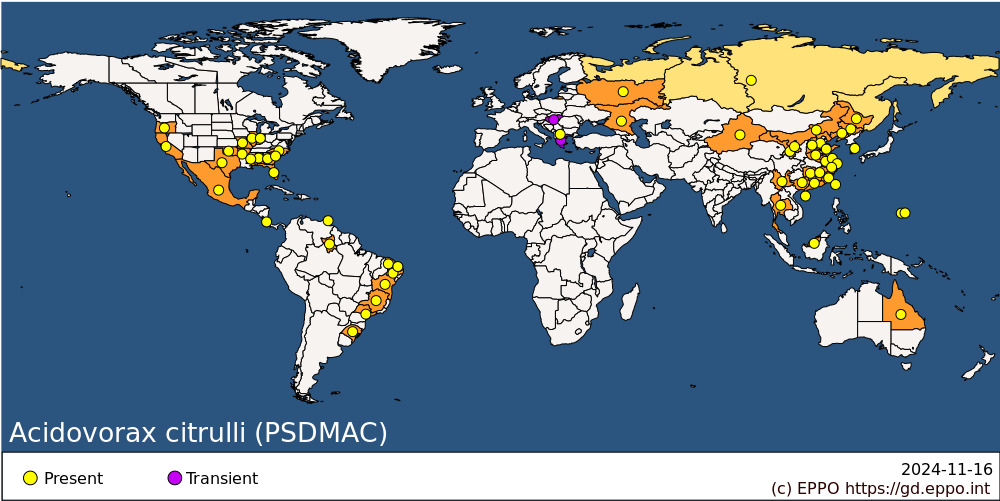 Acidovorax citrulli (PSDMAC)
Present
Transient
2024-11-16
(c) EPPO https://gd.eppo.int